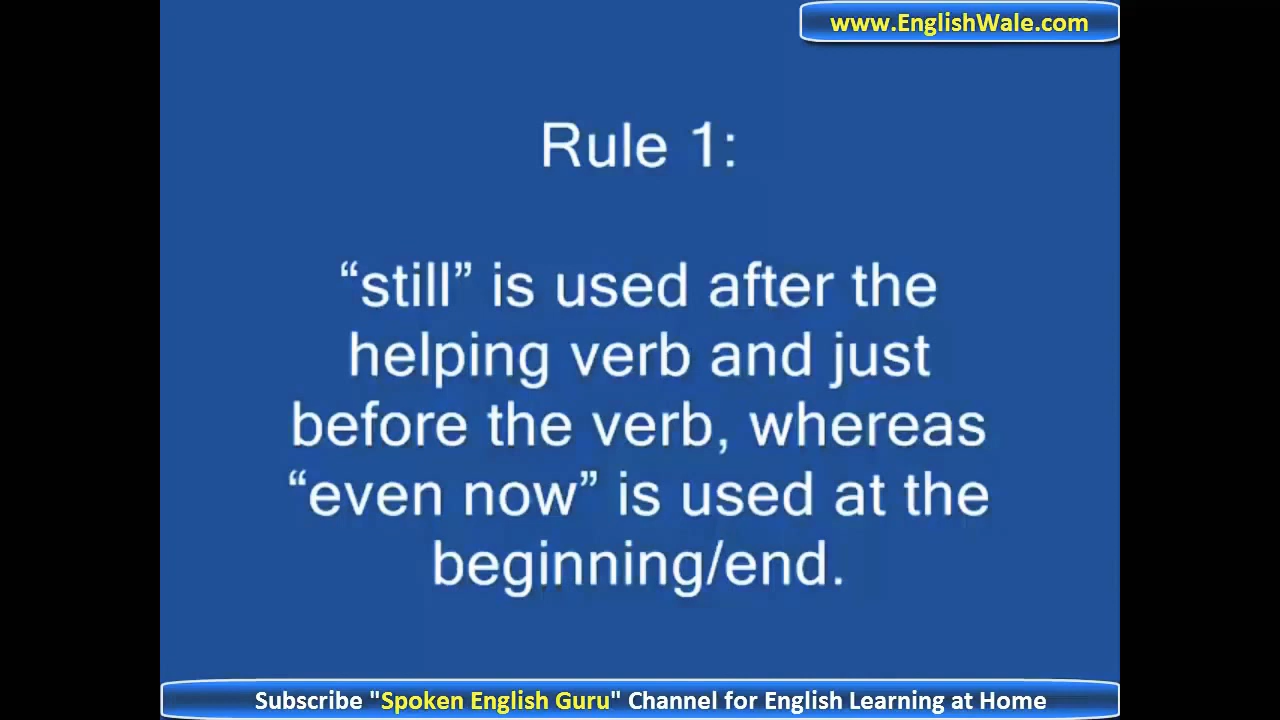 www.EnglishWale.com
Rule 1:
“still” is used after the
helping verb and just
before the verb, whereas
“even now” is used at the
beginning/end.
Subscribe "Spoken English Guru" Channel for English Learning at Home